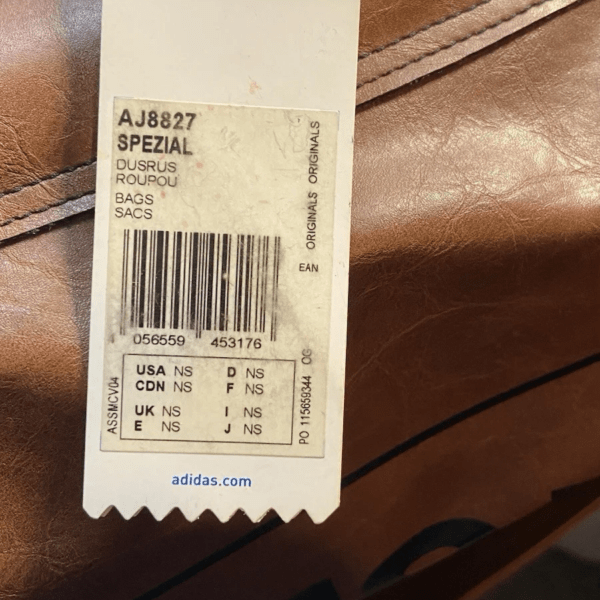 AJ8827
SPEZIAL
DUSRUS
ROUPOU
BAGS
SACS
ORIGINALS ORIGINALS
EAN
056559 453176
ASSMCV04
USA NS D NS
CDN NS F NS
UK NS I NS
E NS J NS
PO 115659344 OG
adidas.com